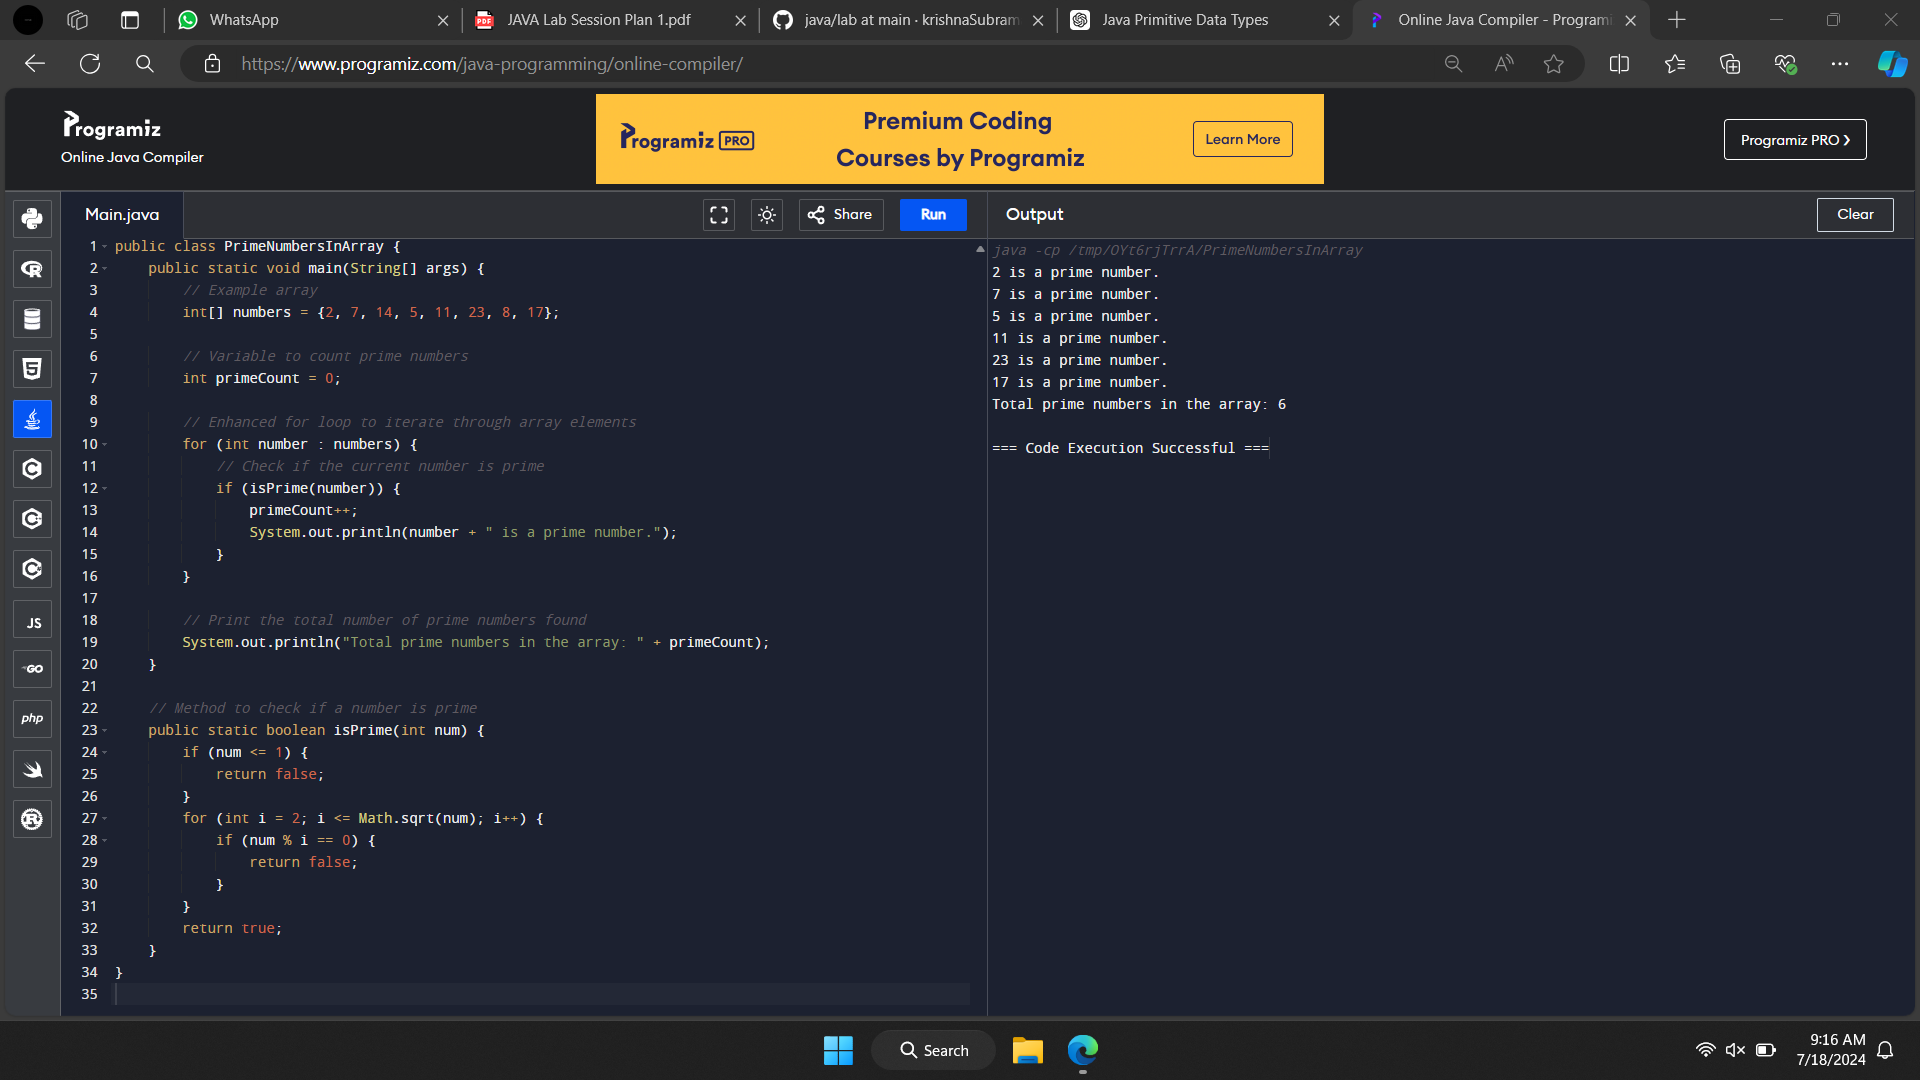 WhatsApp
JAVA Lab Session Plan 1.pdf
java/lab at main · krishnaSubram
Java Primitive Data Types
Online Java Compiler - Programi
https://www.programiz.com/java-programming/online-compiler/
Programiz
Online Java Compiler
Programiz PRO
Premium Coding
Courses by Programiz
Learn More
Programiz PRO ❯
Main.java
Share
Run
Output
Clear
1 public class PrimeNumbersInArray {
2 public static void main(String[] args) {
3 // Example array
4 int[] numbers = {2, 7, 14, 5, 11, 23, 8, 17};
5
6 // Variable to count prime numbers
7 int primeCount = 0;
8
9 // Enhanced for loop to iterate through array elements
10 for (int number : numbers) {
11 // Check if the current number is prime
12 if (isPrime(number)) {
13 primeCount++;
14 System.out.println(number + " is a prime number.");
15 }
16 }
17
18 // Print the total number of prime numbers found
19 System.out.println("Total prime numbers in the array: " + primeCount);
20 }
21
22 // Method to check if a number is prime
23 public static boolean isPrime(int num) {
24 if (num <= 1) {
25 return false;
26 }
27 for (int i = 2; i <= Math.sqrt(num); i++) {
28 if (num % i == 0) {
29 return false;
30 }
31 }
32 return true;
33 }
34 }
35
java -cp /tmp/OYt6rjTrrA/PrimeNumbersInArray
2 is a prime number.
7 is a prime number.
5 is a prime number.
11 is a prime number.
23 is a prime number.
17 is a prime number.
Total prime numbers in the array: 6
=== Code Execution Successful ===
JS
GO
php
Search
9:16 AM
7/18/2024